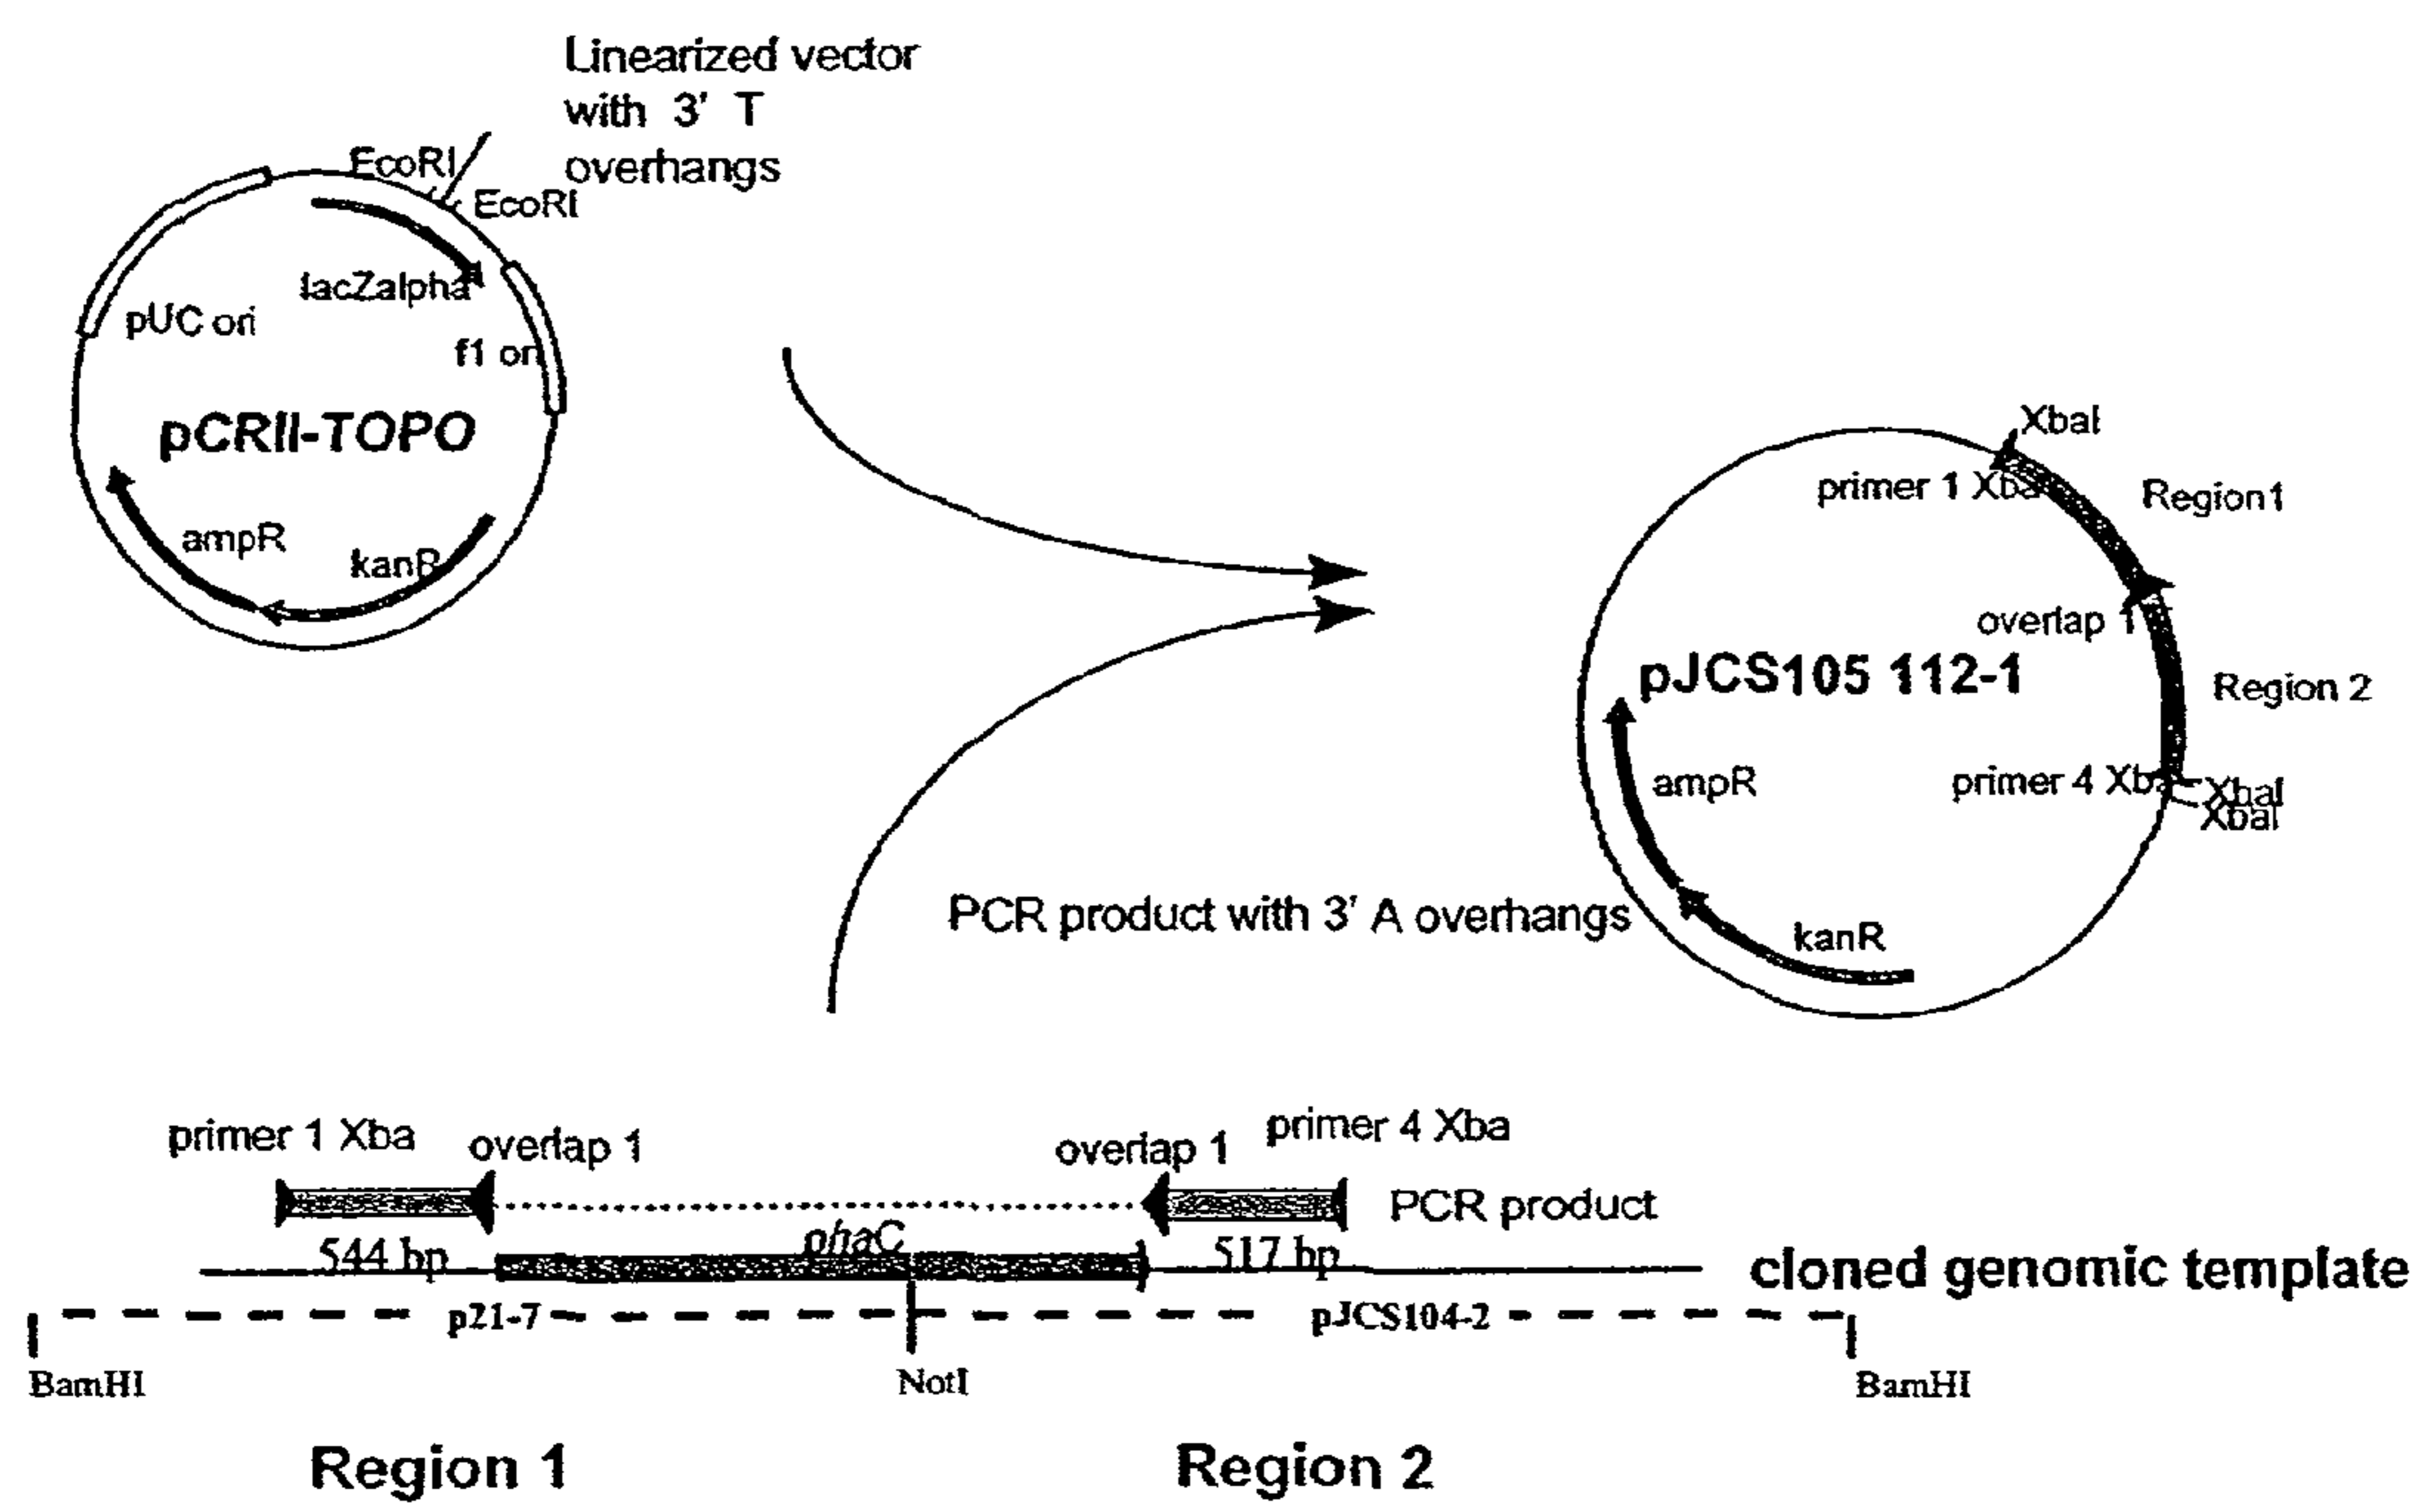 Linearized vector
with 3' T
overhangs
EcoRI
EcoRI
lacZalpha
pUC ori
f1 ori
pCRII-TOPO
ampR
kanR
XbaI
primer 1 Xba
Region1
overlap 1
pJCS105 112-1
Region 2
ampR
primer 4 Xba
XbaI
XbaI
PCR product with 3' A overhangs
kanR
primer 1 Xba
overlap 1
overlap 1
primer 4 Xba
PCR product
phaC
544 bp
517 bp
cloned genomic template
p21-7
pJCS104-2
BamHI
NotI
BamHI
Region 1
Region 2